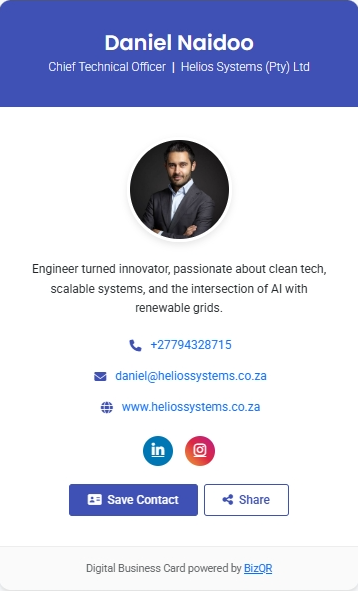 Daniel Naidoo
Chief Technical Officer | Helios Systems (Pty) Ltd
Engineer turned innovator, passionate about clean tech,
scalable systems, and the intersection of AI with
renewable grids.
+27794328715
daniel@heliossystems.co.za
www.heliossystems.co.za
in
Save Contact
Share
Digital Business Card powered by BizQR